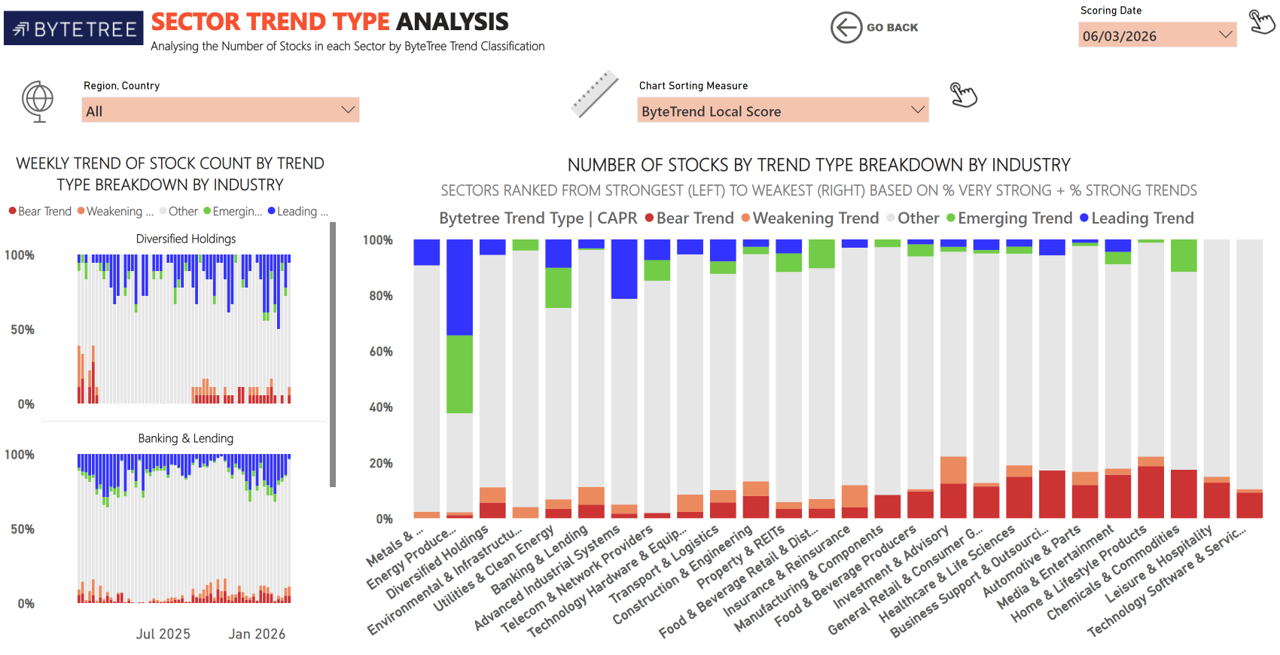 BYTETREE
SECTOR TREND TYPE ANALYSIS
Analysing the Number of Stocks in each Sector by ByteTree Trend Classification
GO BACK
Scoring Date
06/03/2026
Region, Country
All
Chart Sorting Measure
ByteTrend Local Score
WEEKLY TREND OF STOCK COUNT BY TREND
TYPE BREAKDOWN BY INDUSTRY
Bear Trend Weakening ... Other Emergin... Leading ...
Diversified Holdings
100%
50%
0%
Banking & Lending
100%
50%
0%
Jul 2025 Jan 2026
NUMBER OF STOCKS BY TREND TYPE BREAKDOWN BY INDUSTRY
SECTORS RANKED FROM STRONGEST (LEFT) TO WEAKEST (RIGHT) BASED ON % VERY STRONG + % STRONG TRENDS
Bytetree Trend Type | CAPR Bear Trend Weakening Trend Other Emerging Trend Leading Trend
100%
80%
60%
40%
20%
0%
Metals & ...
Energy Produce...
Diversified Holdings
Environmental & Infrastructu...
Utilities & Clean Energy
Banking & Lending
Advanced Industrial Systems
Telecom & Network Providers
Technology Hardware & Equip...
Transport & Logistics
Construction & Engineering
Property & REITs
Food & Beverage Retail & Dist...
Insurance & Reinsurance
Manufacturing & Components
Food & Beverage Producers
Investment & Advisory
General Retail & Consumer G...
Healthcare & Life Sciences
Business Support & Outsourci...
Automotive & Parts
Media & Entertainment
Home & Lifestyle Products
Chemicals & Commodities
Leisure & Hospitality
Technology Software & Servic...